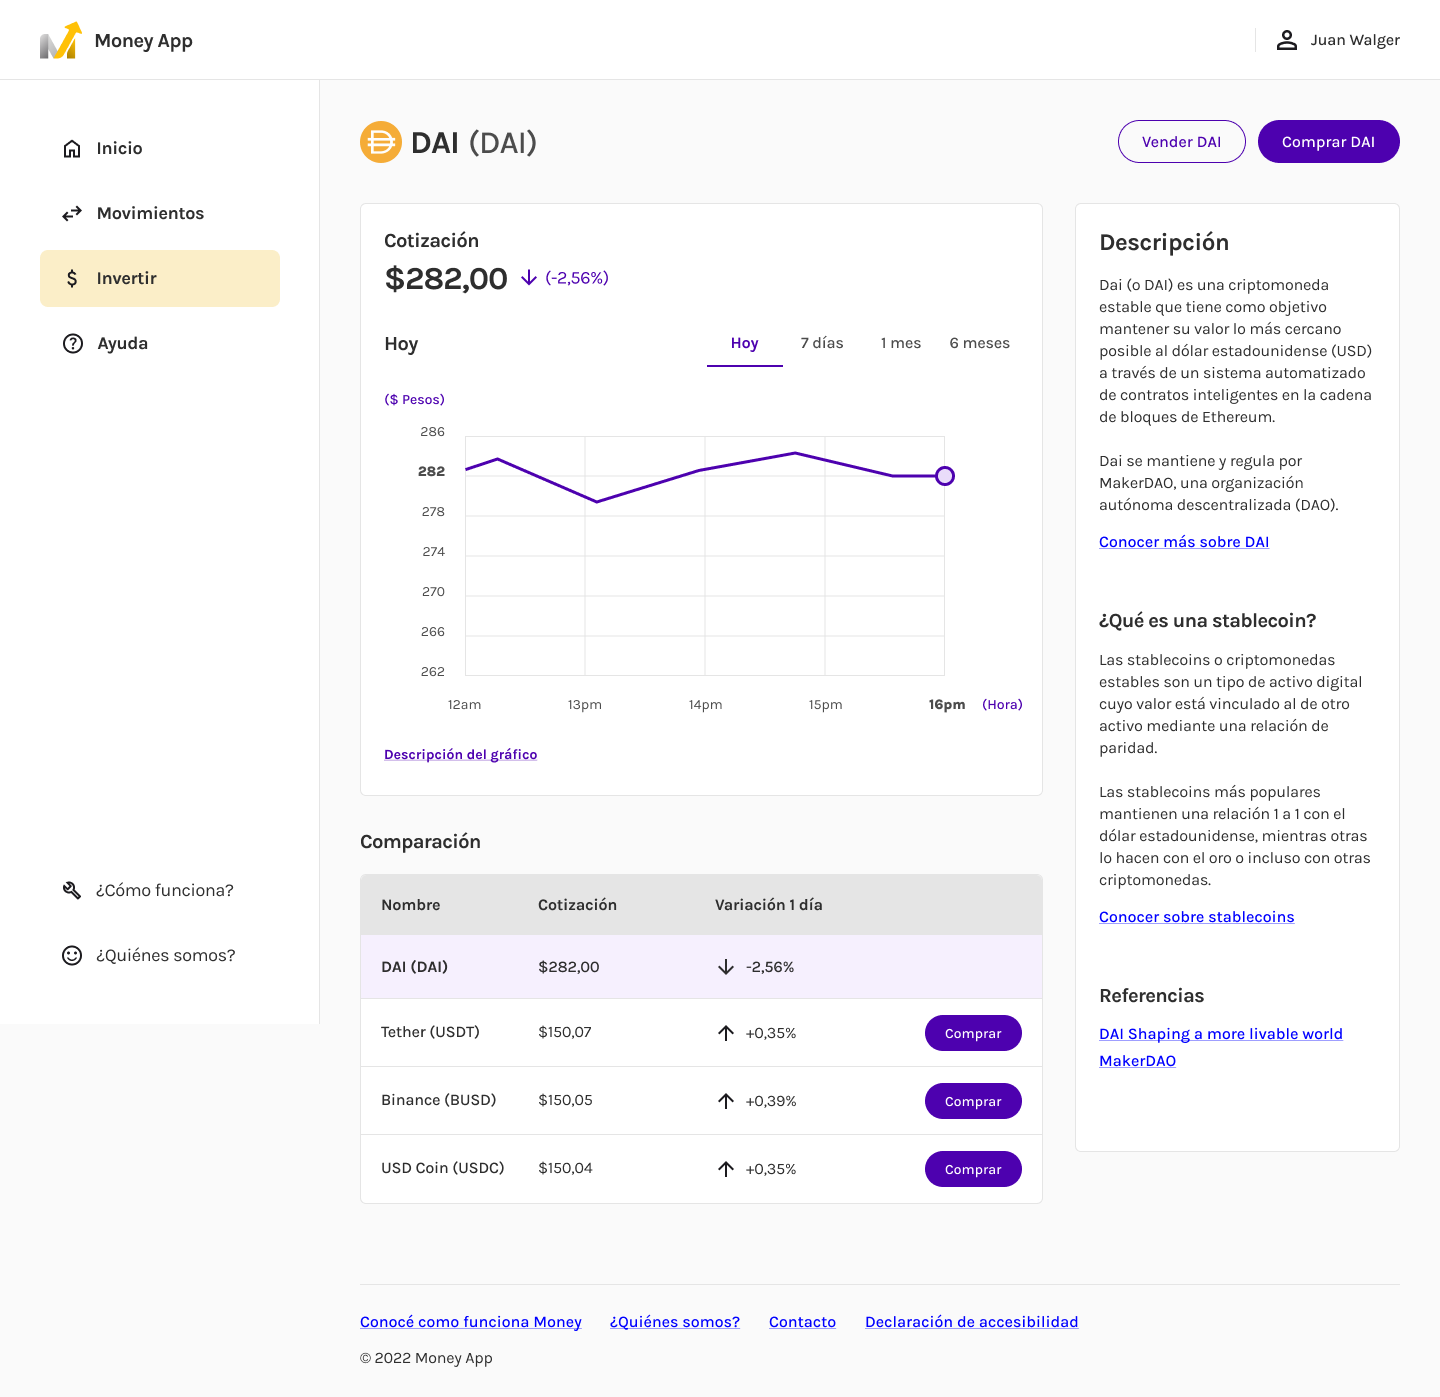 Money App
Juan Walger
Inicio
Movimientos
Invertir
Ayuda
¿Cómo funciona?
¿Quiénes somos?
DAI (DAI)
Vender DAI
Comprar DAI
Cotización
$282,00 (-2,56%)
Hoy
Hoy 7 días 1 mes 6 meses
($ Pesos)
286
282
278
274
270
266
262
12am 13pm 14pm 15pm 16pm (Hora)
Descripción del gráfico
Comparación
Nombre Cotización Variación 1 día
DAI (DAI) $282,00 -2,56%
Tether (USDT) $150,07 +0,35% Comprar
Binance (BUSD) $150,05 +0,39% Comprar
USD Coin (USDC) $150,04 +0,35% Comprar
Descripción
Dai (o DAI) es una criptomoneda
estable que tiene como objetivo
mantener su valor lo más cercano
posible al dólar estadounidense (USD)
a través de un sistema automatizado
de contratos inteligentes en la cadena
de bloques de Ethereum.
Dai se mantiene y regula por
MakerDAO, una organización
autónoma descentralizada (DAO).
Conocer más sobre DAI
¿Qué es una stablecoin?
Las stablecoins o criptomonedas
estables son un tipo de activo digital
cuyo valor está vinculado al de otro
activo mediante una relación de
paridad.
Las stablecoins más populares
mantienen una relación 1 a 1 con el
dólar estadounidense, mientras otras
lo hacen con el oro o incluso con otras
criptomonedas.
Conocer sobre stablecoins
Referencias
DAI Shaping a more livable world
MakerDAO
Conocé como funciona Money ¿Quiénes somos? Contacto Declaración de accesibilidad
© 2022 Money App